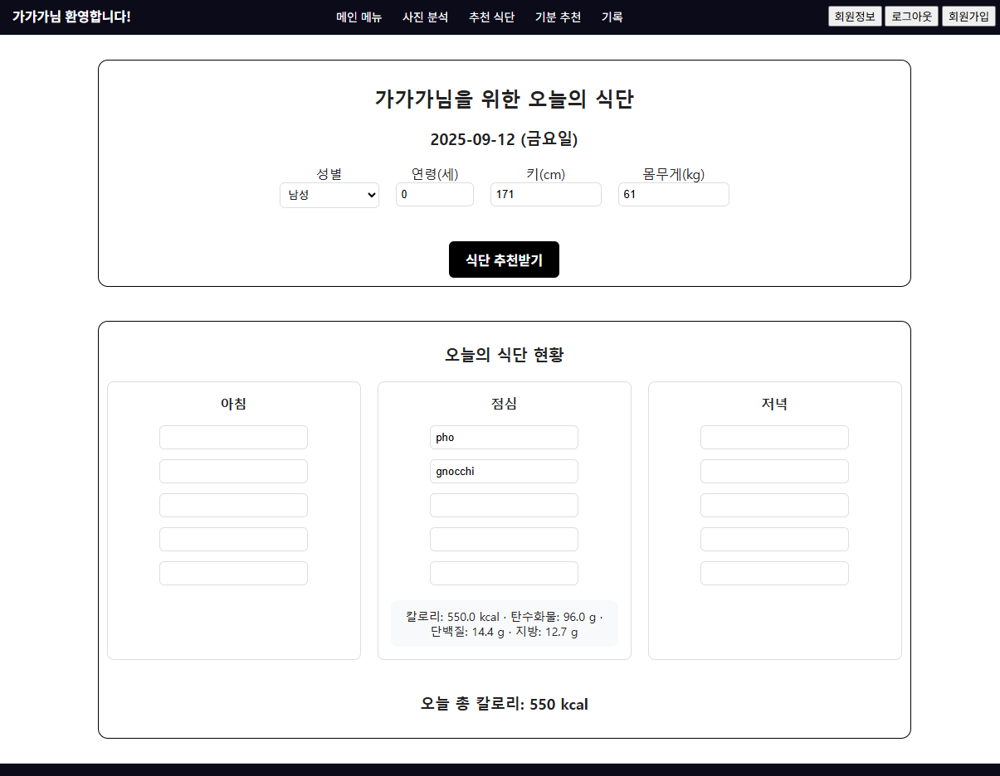 가가가님 환영합니다!
메인 메뉴 사진 분석 추천 식단 기분 추천 기록
회원정보 로그아웃 회원가입
가가가님을 위한 오늘의 식단
2025-09-12 (금요일)
성별 연령(세) 키(cm) 몸무게(kg)
남성 0 171 61
식단 추천받기
오늘의 식단 현황
아침 점심 저녁
pho
gnocchi
칼로리: 550.0 kcal · 탄수화물: 96.0 g ·
단백질: 14.4 g · 지방: 12.7 g
오늘 총 칼로리: 550 kcal